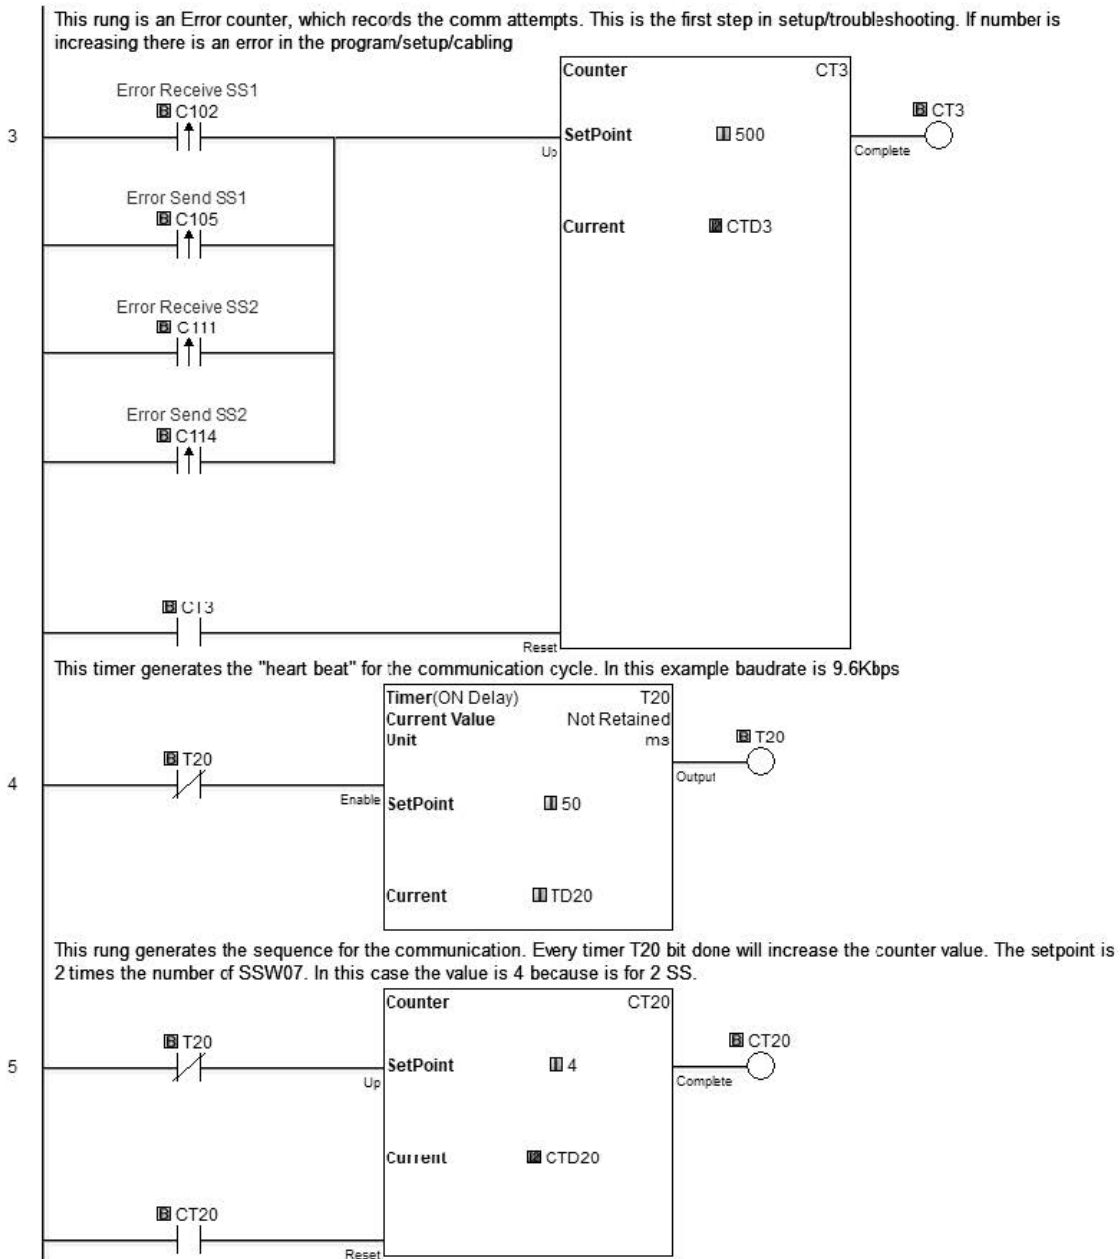 This rung is an Error counter, which records the comm attempts. This is the first step in setup/troubleshooting. If number is
increasing there is an error in the program/setup/cabling
Counter CT3
Error Receive SS1
B C102
B CT3
3
SetPoint 500
Up
Complete
Error Send SS1
B C105
Current CTD3
Error Receive SS2
B C111
Error Send SS2
B C114
B CT3
Reset
This timer generates the "heart beat" for the communication cycle. In this example baudrate is 9.6Kbps
Timer(ON Delay) T20
Current Value Not Retained
Unit ms
B T20
B T20
4
Output
Enable
SetPoint 50
Current TD20
This rung generates the sequence for the communication. Every timer T20 bit done will increase the counter value. The setpoint is
2 times the number of SSW07. In this case the value is 4 because is for 2 SS.
Counter CT20
B T20
B CT20
5
SetPoint 4
Up
Complete
Current CTD20
B CT20
Reset